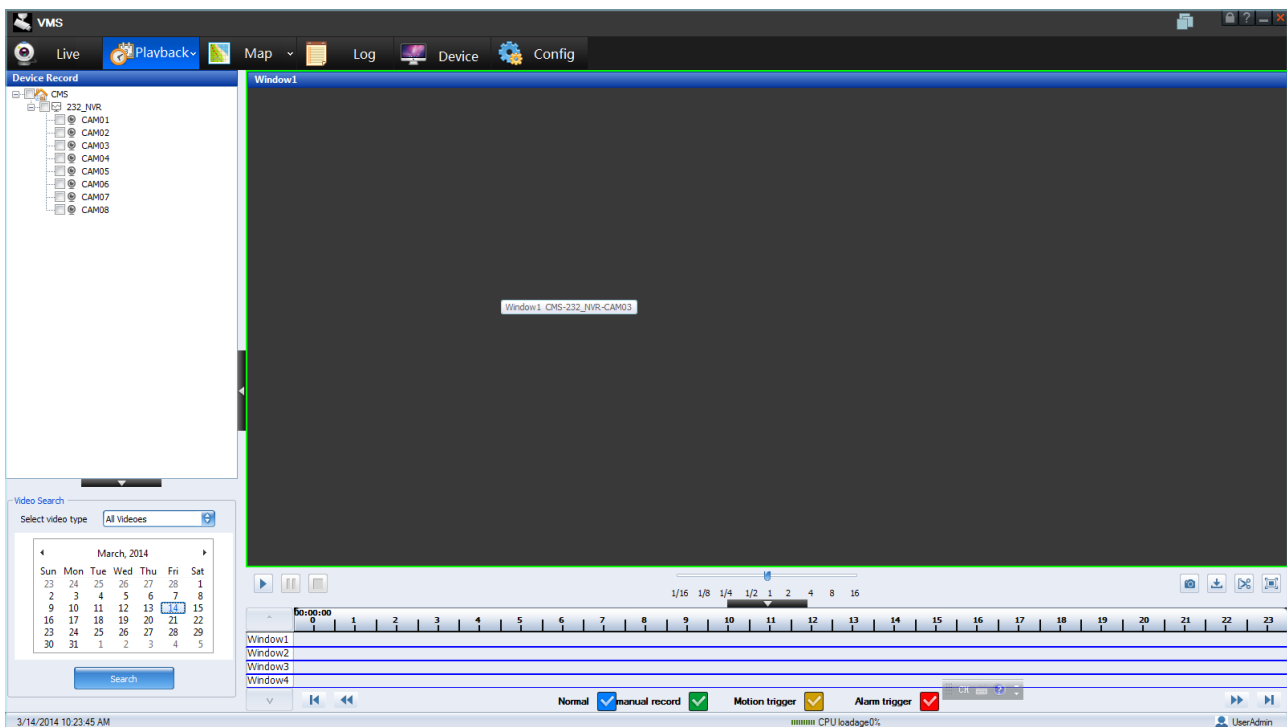 VMS
Live Playback Map Log Device Config
Device Record
CMS
232_NVR
CAM01
CAM02
CAM03
CAM04
CAM05
CAM06
CAM07
CAM08
Window1
Window1 CMS-232_NVR-CAM03
Video Search
Select video type All Videoes
March, 2014
Sun Mon Tue Wed Thu Fri Sat
23 24 25 26 27 28 1
2 3 4 5 6 7 8
9 10 11 12 13 14 15
16 17 18 19 20 21 22
23 24 25 26 27 28 29
30 31 1 2 3 4 5
Search
1/16 1/8 1/4 1/2 1 2 4 8 16
00:00:00
0 1 2 3 4 5 6 7 8 9 10 11 12 13 14 15 16 17 18 19 20 21 22 23
Window1
Window2
Window3
Window4
Normal manual record Motion trigger Alarm trigger
CH
3/14/2014 10:23:45 AM CPU loadage0% UserAdmin